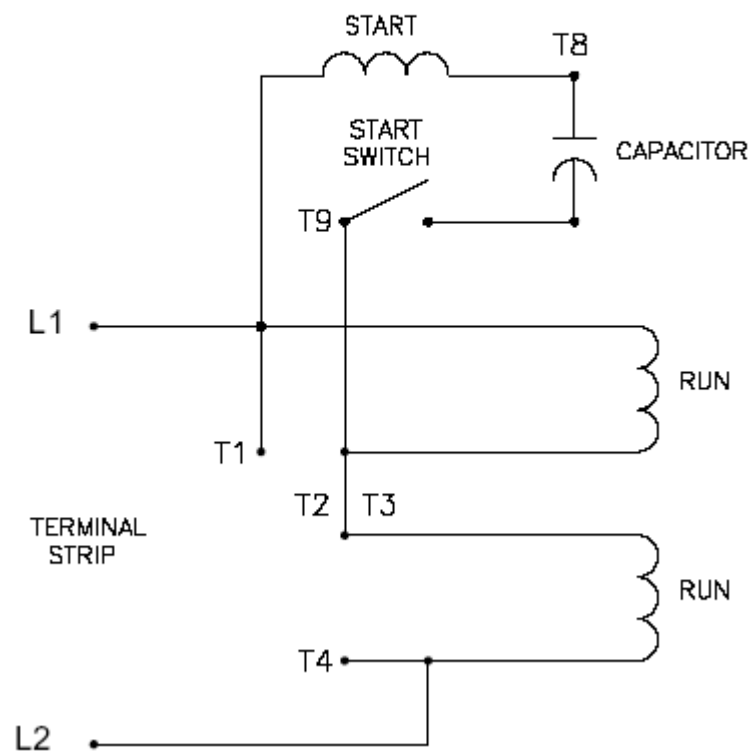 START
T8
START
SWITCH
CAPACITOR
T9
L1
RUN
T1
T2 T3
TERMINAL
STRIP
RUN
T4
L2